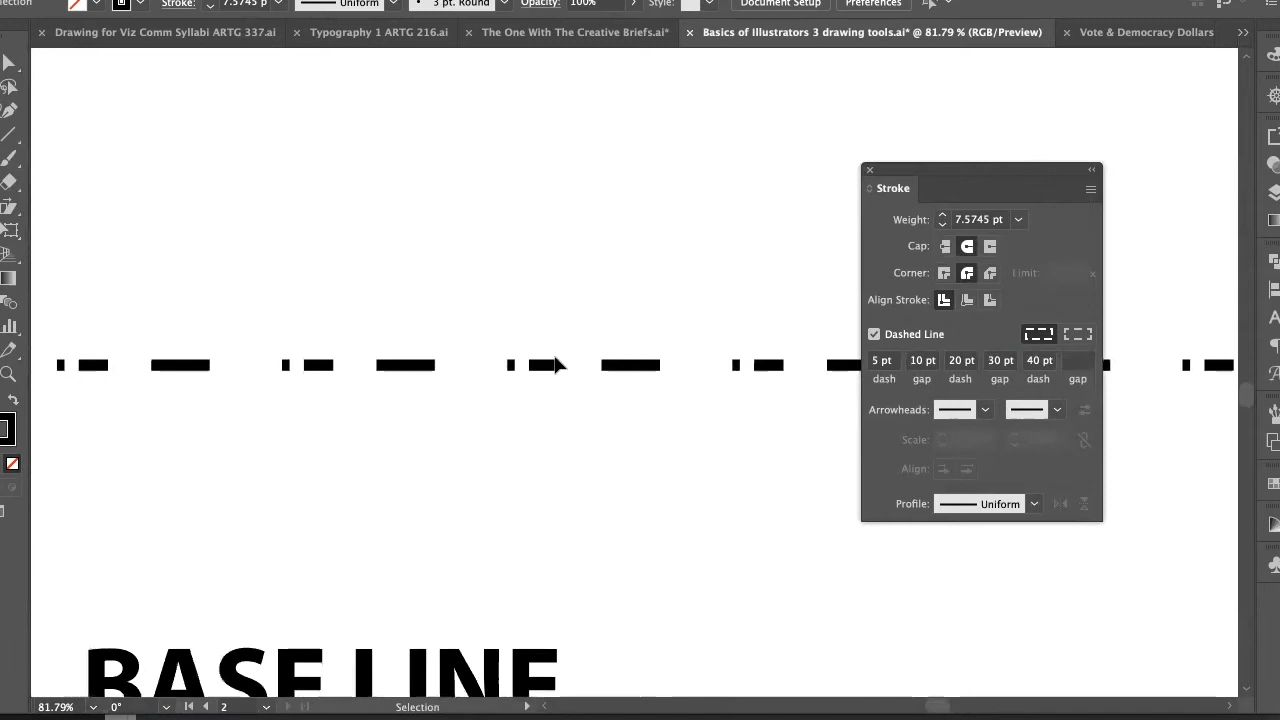 Stroke: 7.5745 p Uniform 3 pt. Round Opacity: 100% Style: Document Setup Preferences
Drawing for Viz Comm Syllabi ARTG 337.ai Typography 1 ARTG 216.ai The One With The Creative Briefs.ai* Basics of Illustrators 3 drawing tools.ai* @ 81.79 % (RGB/Preview) Vote & Democracy Dollars
Stroke
Weight: 7.5745 pt
Cap:
Corner: Limit:
Align Stroke:
Dashed Line
5 pt 10 pt 20 pt 30 pt 40 pt
dash gap dash gap dash gap
Arrowheads:
Scale:
Align:
Profile: Uniform
BASE LINE
81.79% 0° 2 Selection